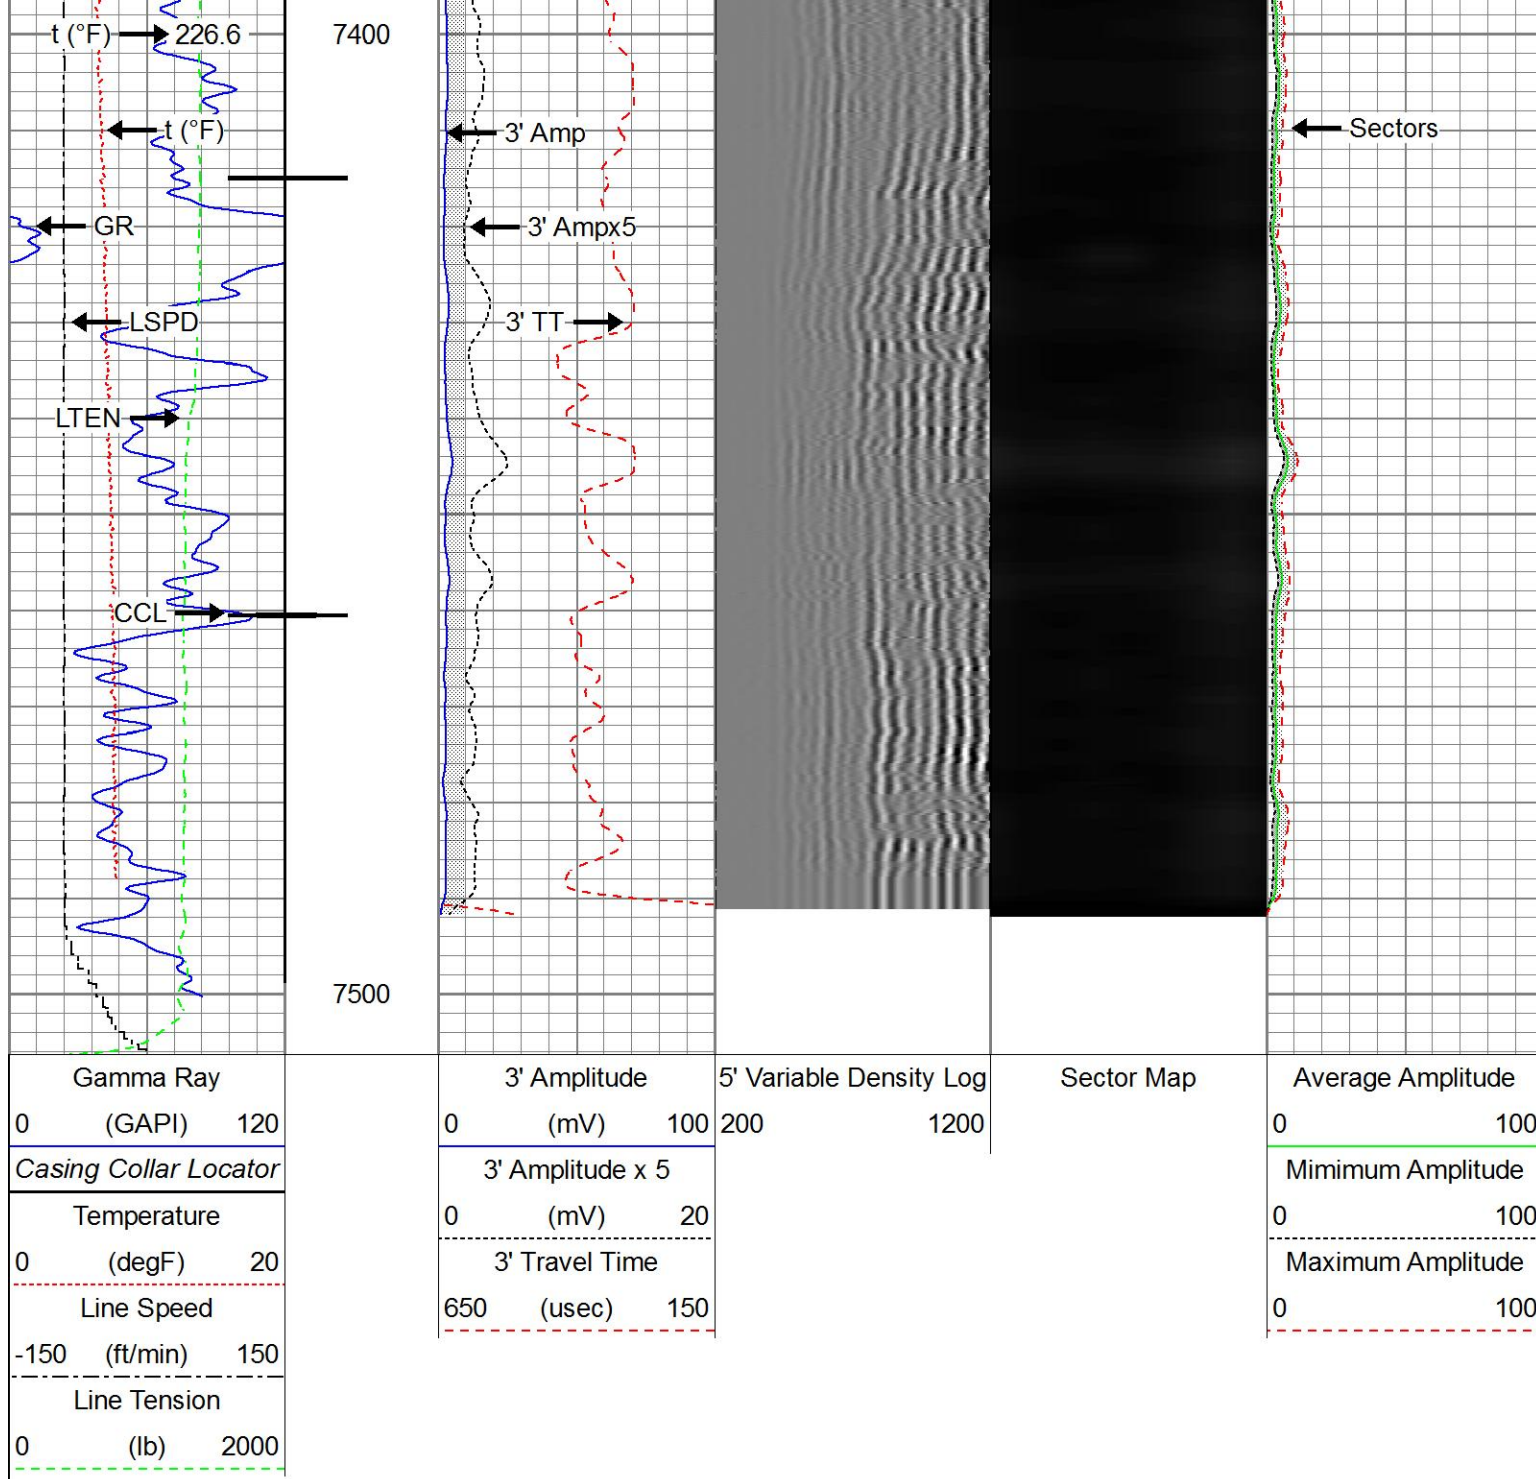 t (°F) 226.6 7400
t (°F) 3' Amp Sectors
GR 3' Ampx5
LSPD 3' TT
LTEN
CCL
7500
Gamma Ray 3' Amplitude 5' Variable Density Log Sector Map Average Amplitude
0 (GAPI) 120 0 (mV) 100 200 1200 0 100
Casing Collar Locator 3' Amplitude x 5 Mimimum Amplitude
Temperature 0 (mV) 20 0 100
0 (degF) 20 3' Travel Time Maximum Amplitude
Line Speed 650 (usec) 150 0 100
-150 (ft/min) 150
Line Tension
0 (lb) 2000